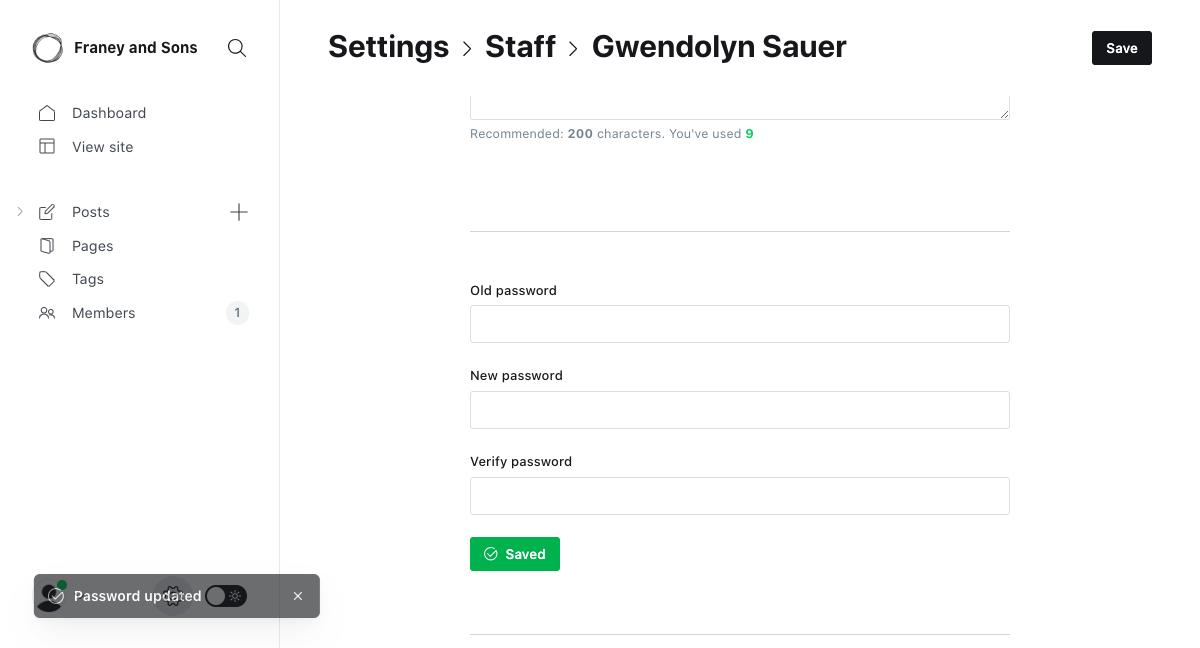 Franey and Sons
Settings > Staff > Gwendolyn Sauer
Save
Dashboard
View site
Posts
Pages
Tags
Members
1
Recommended: 200 characters. You've used 9
Old password
New password
Verify password
Saved
Password updated